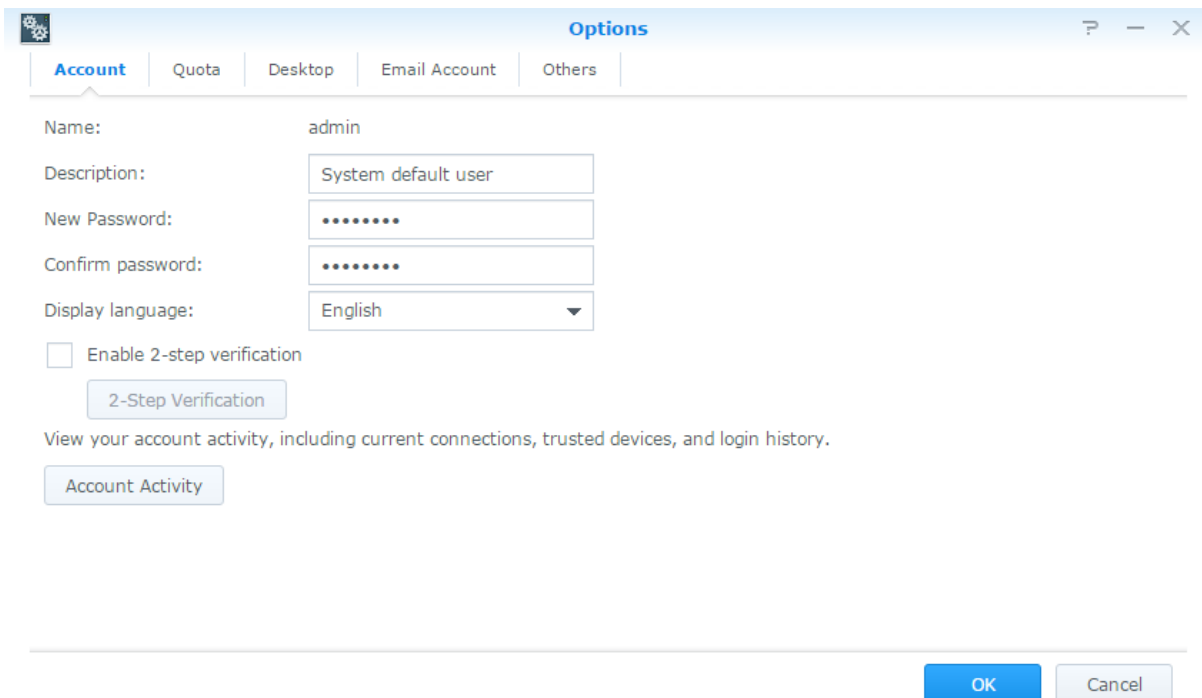 Options
Account Quota Desktop Email Account Others
Name: admin
Description: System default user
New Password: ••••••••
Confirm password: ••••••••
Display language: English
Enable 2-step verification
2-Step Verification
View your account activity, including current connections, trusted devices, and login history.
Account Activity
OK Cancel